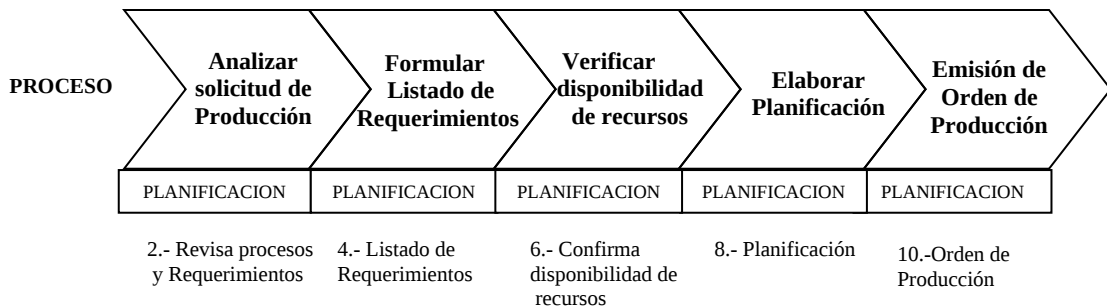 PROCESO
Analizar
solicitud de
Producción
Formular
Listado de
Requerimientos
Verificar
disponibilidad
de recursos
Elaborar
Planificación
Emisión de
Orden de
Producción
PLANIFICACION
PLANIFICACION
PLANIFICACION
PLANIFICACION
PLANIFICACION
2.- Revisa procesos
y Requerimientos
4.- Listado de
Requerimientos
6.- Confirma
disponibilidad de
recursos
8.- Planificación
10.-Orden de
Producción